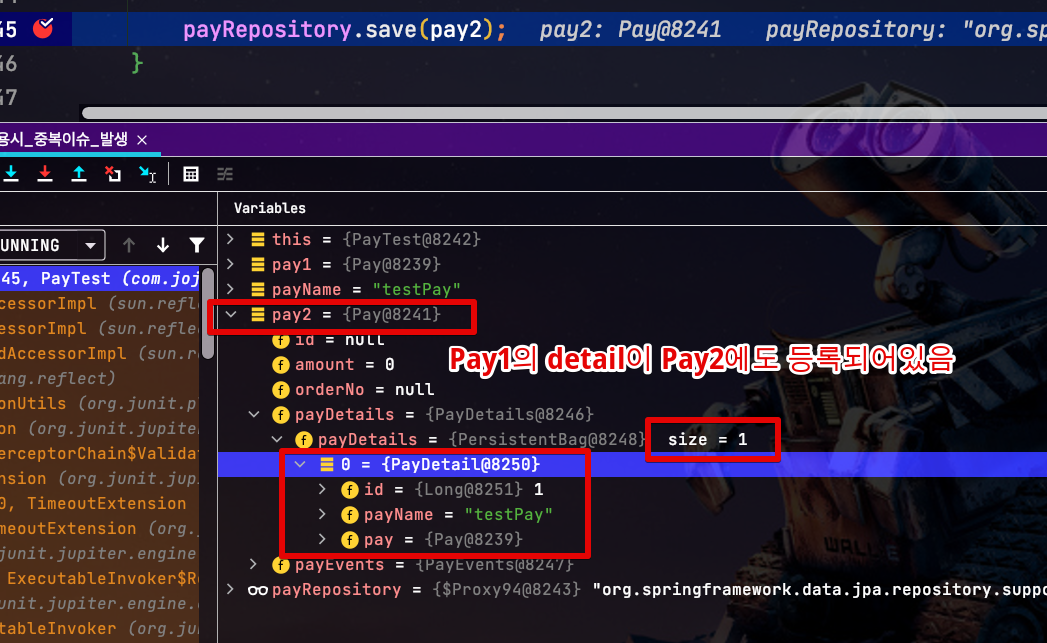 45 payRepository.save(pay2); pay2: Pay@8241 payRepository: "org.sp
46 }
47
용시_중복이슈_발생 ×
Variables
UNNING
this = {PayTest@8242}
pay1 = {Pay@8239}
45, PayTest (com.joj
payName = "testPay"
cessorImpl (sun.refl
pay2 = {Pay@8241}
essorImpl (sun.refle
id = null
Pay1의 detail이 Pay2에도 등록되어있음
dAccessorImpl (sun.r
amount = 0
ang.reflect)
orderNo = null
onUtils (org.junit.p
payDetails = {PayDetails@8246}
on (org.junit.jupite
payDetails = {PersistentBag@8248} size = 1
erceptorChain$Valida
0 = {PayDetail@8250}
nsion (org.junit.jup
id = {Long@8251} 1
0, TimeoutExtension
payName = "testPay"
meoutExtension (org.
pay = {Pay@8239}
junit.jupiter.engine
payEvents = {PayEvents@8247}
ExecutableInvoker$Re
payRepository = {$Proxy94@8243} "org.springframework.data.jpa.repository.suppo
unit.jupiter.engine.
tableInvoker (org.ju
WALL·E